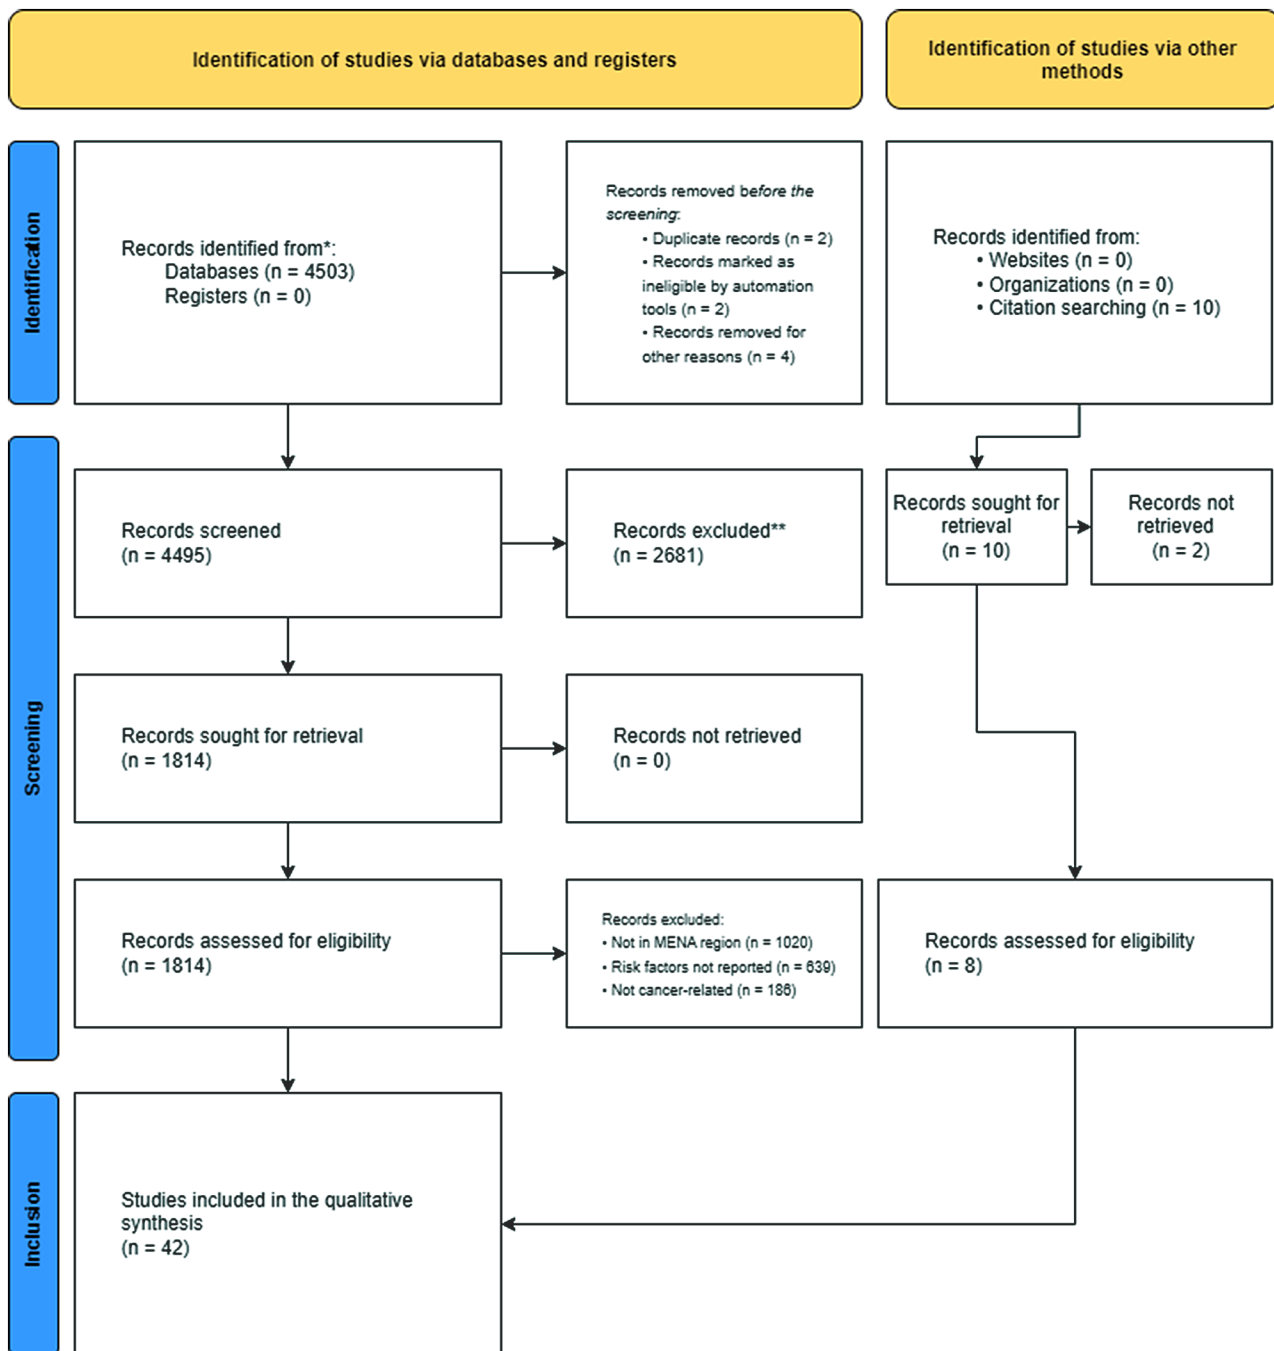 Identification of studies via databases and registers
Identification of studies via other
methods
Identification
Records identified from*:
Databases (n = 4503)
Registers (n = 0)
Records removed before the
screening:
• Duplicate records (n = 2)
• Records marked as
ineligible by automation
tools (n = 2)
• Records removed for
other reasons (n = 4)
Records identified from:
• Websites (n = 0)
• Organizations (n = 0)
• Citation searching (n = 10)
Screening
Records screened
(n = 4495)
Records excluded**
(n = 2681)
Records sought for
retrieval
(n = 10)
Records not
retrieved
(n = 2)
Records sought for retrieval
(n = 1814)
Records not retrieved
(n = 0)
Records assessed for eligibility
(n = 1814)
Records excluded:
• Not in MENA region (n = 1020)
• Risk factors not reported (n = 639)
• Not cancer-related (n = 186)
Records assessed for eligibility
(n = 8)
Inclusion
Studies included in the qualitative
synthesis
(n = 42)